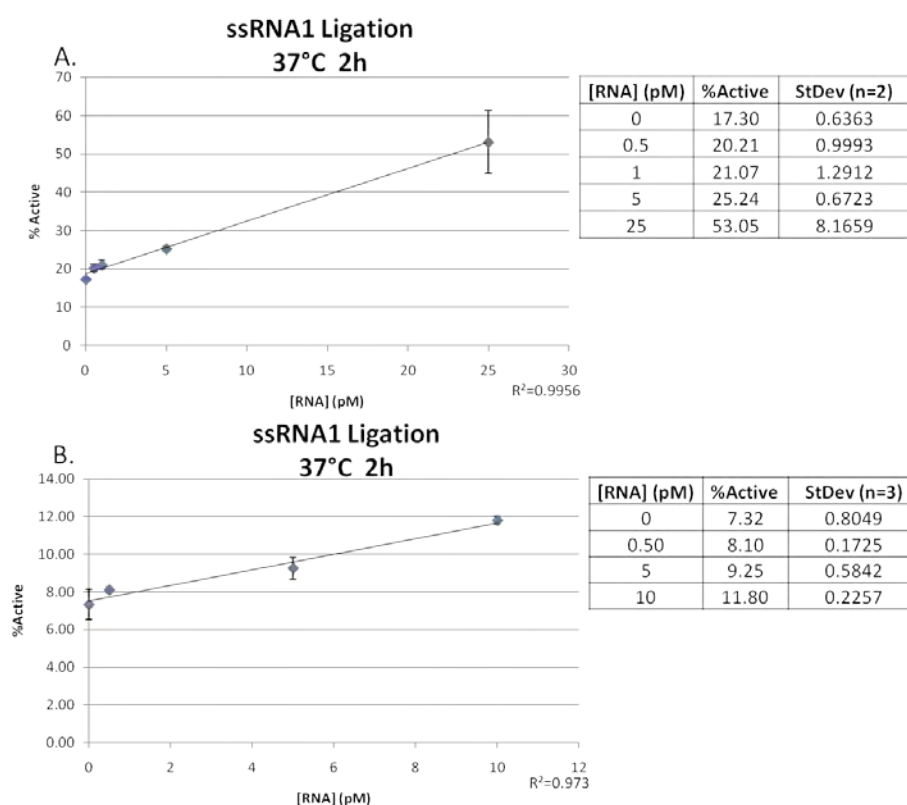 ssRNA1 Ligation
A.
37°C 2h
70
60
50
40
30
20
10
0
% Active
0 5 10 15 20 25 30
[RNA] (pM)
R²=0.9956
[RNA] (pM) %Active StDev (n=2)
0 17.30 0.6363
0.5 20.21 0.9993
1 21.07 1.2912
5 25.24 0.6723
25 53.05 8.1659
ssRNA1 Ligation
B.
37°C 2h
14.00
12.00
10.00
8.00
6.00
4.00
2.00
0.00
%Active
0 2 4 6 8 10 12
[RNA] (pM)
R²=0.973
[RNA] (pM) %Active StDev (n=3)
0 7.32 0.8049
0.50 8.10 0.1725
5 9.25 0.5842
10 11.80 0.2257